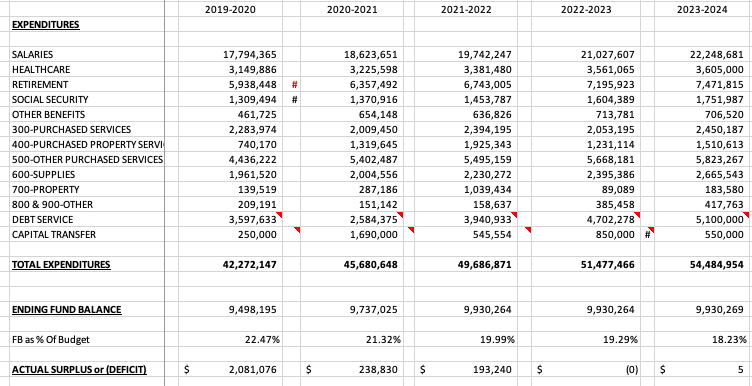 2019-2020 2020-2021 2021-2022 2022-2023 2023-2024
EXPENDITURES
SALARIES 17,794,365 18,623,651 19,742,247 21,027,607 22,248,681
HEALTHCARE 3,149,886 3,225,598 3,381,480 3,561,065 3,605,000
RETIREMENT 5,938,448 # 6,357,492 6,743,005 7,195,923 7,471,815
SOCIAL SECURITY 1,309,494 # 1,370,916 1,453,787 1,604,389 1,751,987
OTHER BENEFITS 461,725 654,148 636,826 713,781 706,520
300-PURCHASED SERVICES 2,283,974 2,009,450 2,394,195 2,053,195 2,450,187
400-PURCHASED PROPERTY SERVI 740,170 1,319,645 1,925,343 1,231,114 1,510,613
500-OTHER PURCHASED SERVICES 4,436,222 5,402,487 5,495,159 5,668,181 5,823,267
600-SUPPLIES 1,961,520 2,004,556 2,230,272 2,395,386 2,665,543
700-PROPERTY 139,519 287,186 1,039,434 89,089 183,580
800 & 900-OTHER 209,191 151,142 158,637 385,458 417,763
DEBT SERVICE 3,597,633 2,584,375 3,940,933 4,702,278 5,100,000
CAPITAL TRANSFER 250,000 1,690,000 545,554 850,000 # 550,000
TOTAL EXPENDITURES 42,272,147 45,680,648 49,686,871 51,477,466 54,484,954
ENDING FUND BALANCE 9,498,195 9,737,025 9,930,264 9,930,264 9,930,269
FB as % Of Budget 22.47% 21.32% 19.99% 19.29% 18.23%
ACTUAL SURPLUS or (DEFICIT) $ 2,081,076 $ 238,830 $ 193,240 $ (0) $ 5